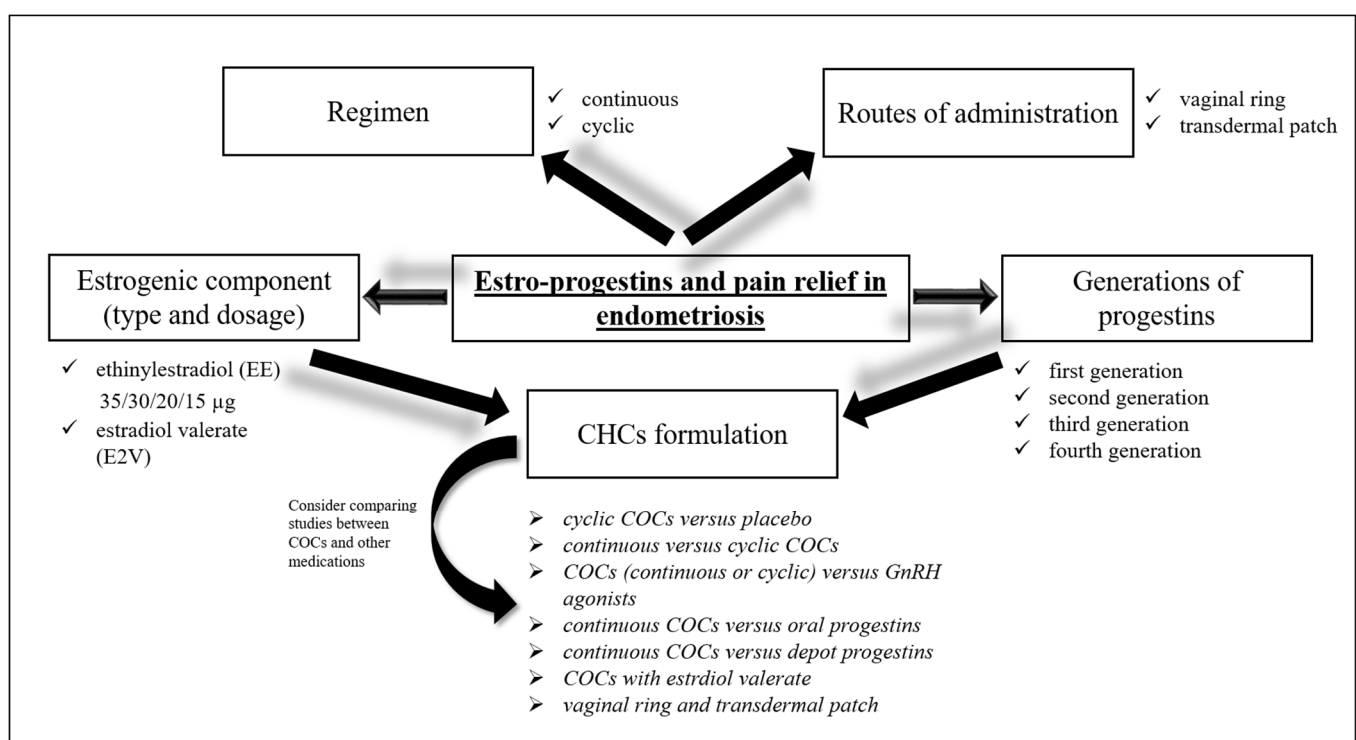 Regimen
✓ continuous
✓ cyclic
Routes of administration
✓ vaginal ring
✓ transdermal patch
Estrogenic component
(type and dosage)
✓ ethinylestradiol (EE)
35/30/20/15 µg
✓ estradiol valerate
(E2V)
Estro-progestins and pain relief in
endometriosis
Generations of
progestins
✓ first generation
✓ second generation
✓ third generation
✓ fourth generation
CHCs formulation
Consider comparing
studies between
COCs and other
medications
➢ cyclic COCs versus placebo
➢ continuous versus cyclic COCs
➢ COCs (continuous or cyclic) versus GnRH
agonists
➢ continuous COCs versus oral progestins
➢ continuous COCs versus depot progestins
➢ COCs with estrdiol valerate
➢ vaginal ring and transdermal patch